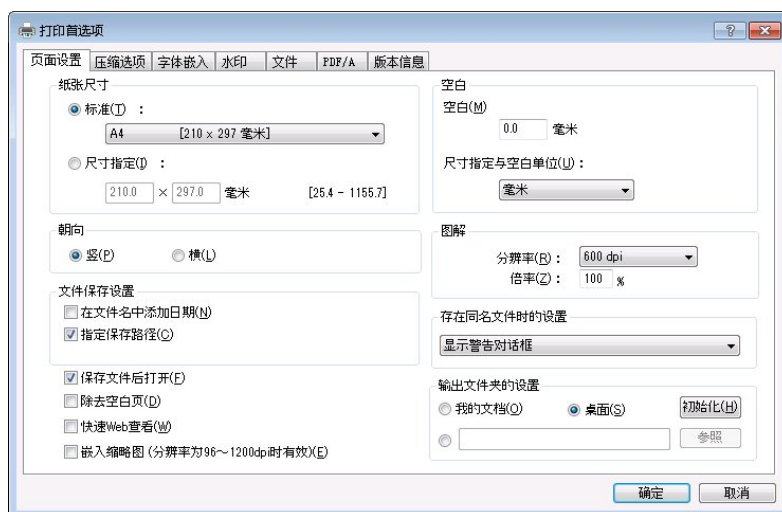 打印首选项
页面设置 压缩选项 字体嵌入 水印 文件 PDF/A 版本信息
纸张尺寸
标准(T) :
A4 [210 x 297 毫米]
尺寸指定(I) :
210.0 × 297.0 毫米 [25.4 - 1155.7]
朝向
竖(P) 横(L)
文件保存设置
在文件名中添加日期(N)
指定保存路径(C)
保存文件后打开(F)
除去空白页(D)
快速Web查看(W)
嵌入缩略图(分辨率为96～1200dpi时有效)(E)
空白
空白(M)
0.0 毫米
尺寸指定与空白单位(U):
毫米
图解
分辨率(R): 600 dpi
倍率(Z): 100 %
存在同名文件时的设置
显示警告对话框
输出文件夹的设置
我的文档(O) 桌面(S) 初始化(H)
参照
确定 取消